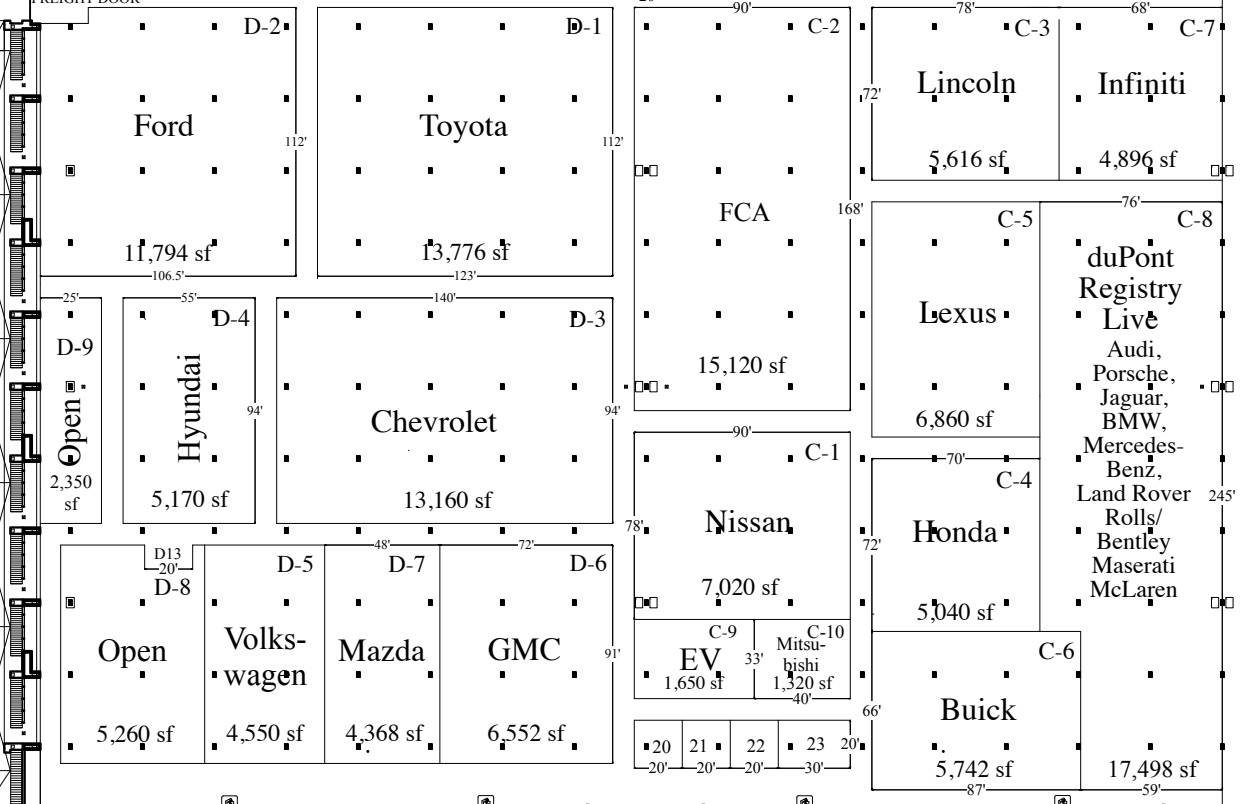 FREIGHT DOOR
D-2
Ford
112'
11,794 sf
106.5'
D-1
Toyota
112'
13,776 sf
123'
90'
C-2
FCA
168'
15,120 sf
78'
C-3
Lincoln
72'
5,616 sf
68'
C-7
Infiniti
4,896 sf
25'
D-9
Open
2,350
sf
55'
D-4
Hyundai
94'
5,170 sf
140'
D-3
Chevrolet
94'
13,160 sf
C-5
Lexus
6,860 sf
76'
C-8
duPont
Registry
Live
Audi,
Porsche,
Jaguar,
BMW,
Mercedes-
Benz,
Land Rover
Rolls/
Bentley
Maserati
McLaren
245'
17,498 sf
59'
90'
C-1
Nissan
78'
7,020 sf
70'
C-4
Honda
72'
5,040 sf
D13
20'
D-8
Open
5,260 sf
D-5
Volks-
wagen
4,550 sf
48'
D-7
Mazda
4,368 sf
72'
D-6
GMC
91'
6,552 sf
C-9
EV
33'
1,650 sf
C-10
Mitsu-
bishi
1,320 sf
40'
C-6
Buick
66'
5,742 sf
87'
20
21
22
23
20'
20'
20'
20'
30'